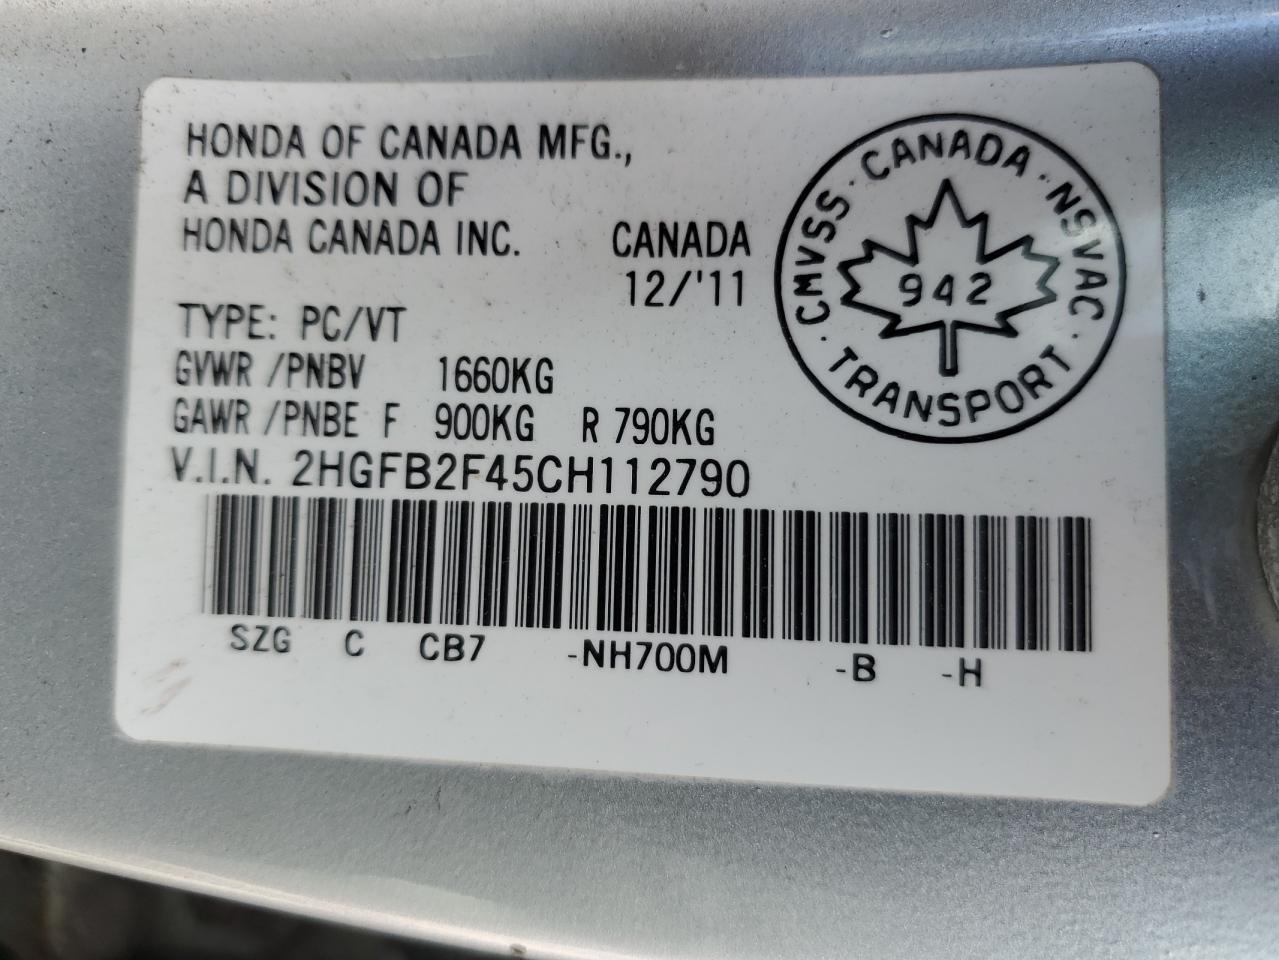 HONDA OF CANADA MFG.,
A DIVISION OF
HONDA CANADA INC. CANADA
12/'11
TYPE: PC/VT
GVWR /PNBV 1660KG
GAWR /PNBE F 900KG R 790KG
V.I.N. 2HGFB2F45CH112790
SZG C CB7 -NH700M -B -H
CMVSS · CANADA · NSVAC ·
942
· TRANSPORT ·